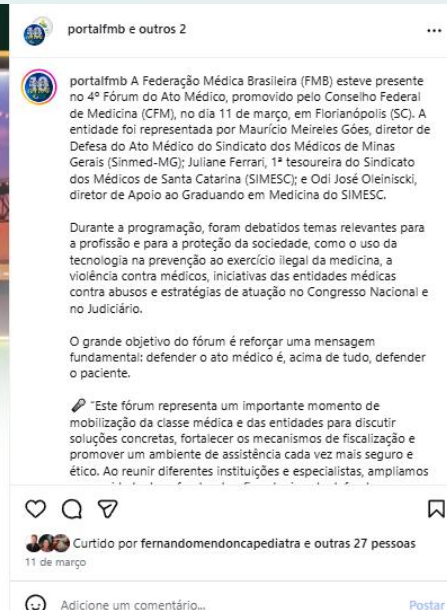 portalfmb e outros 2
portalfmb A Federação Médica Brasileira (FMB) esteve presente
no 4º Fórum do Ato Médico, promovido pelo Conselho Federal
de Medicina (CFM), no dia 11 de março, em Florianópolis (SC). A
entidade foi representada por Maurício Meireles Góes, diretor de
Defesa do Ato Médico do Sindicato dos Médicos de Minas
Gerais (Sinmed-MG); Juliane Ferrari, 1ª tesoureira do Sindicato
dos Médicos de Santa Catarina (SIMESC); e Odi José Oleiniscki,
diretor de Apoio ao Graduando em Medicina do SIMESC.
Durante a programação, foram debatidos temas relevantes para
a profissão e para a proteção da sociedade, como o uso da
tecnologia na prevenção ao exercício ilegal da medicina, a
violência contra médicos, iniciativas das entidades médicas
contra abusos e estratégias de atuação no Congresso Nacional e
no Judiciário.
O grande objetivo do fórum é reforçar uma mensagem
fundamental: defender o ato médico é, acima de tudo, defender
o paciente.
🎤 "Este fórum representa um importante momento de
mobilização da classe médica e das entidades para discutir
soluções concretas, fortalecer os mecanismos de fiscalização e
promover um ambiente de assistência cada vez mais seguro e
ético. Ao reunir diferentes instituições e especialistas, ampliamos
Curtido por fernandomendoncapediatra e outras 27 pessoas
11 de março
Adicione um comentário...
Postar